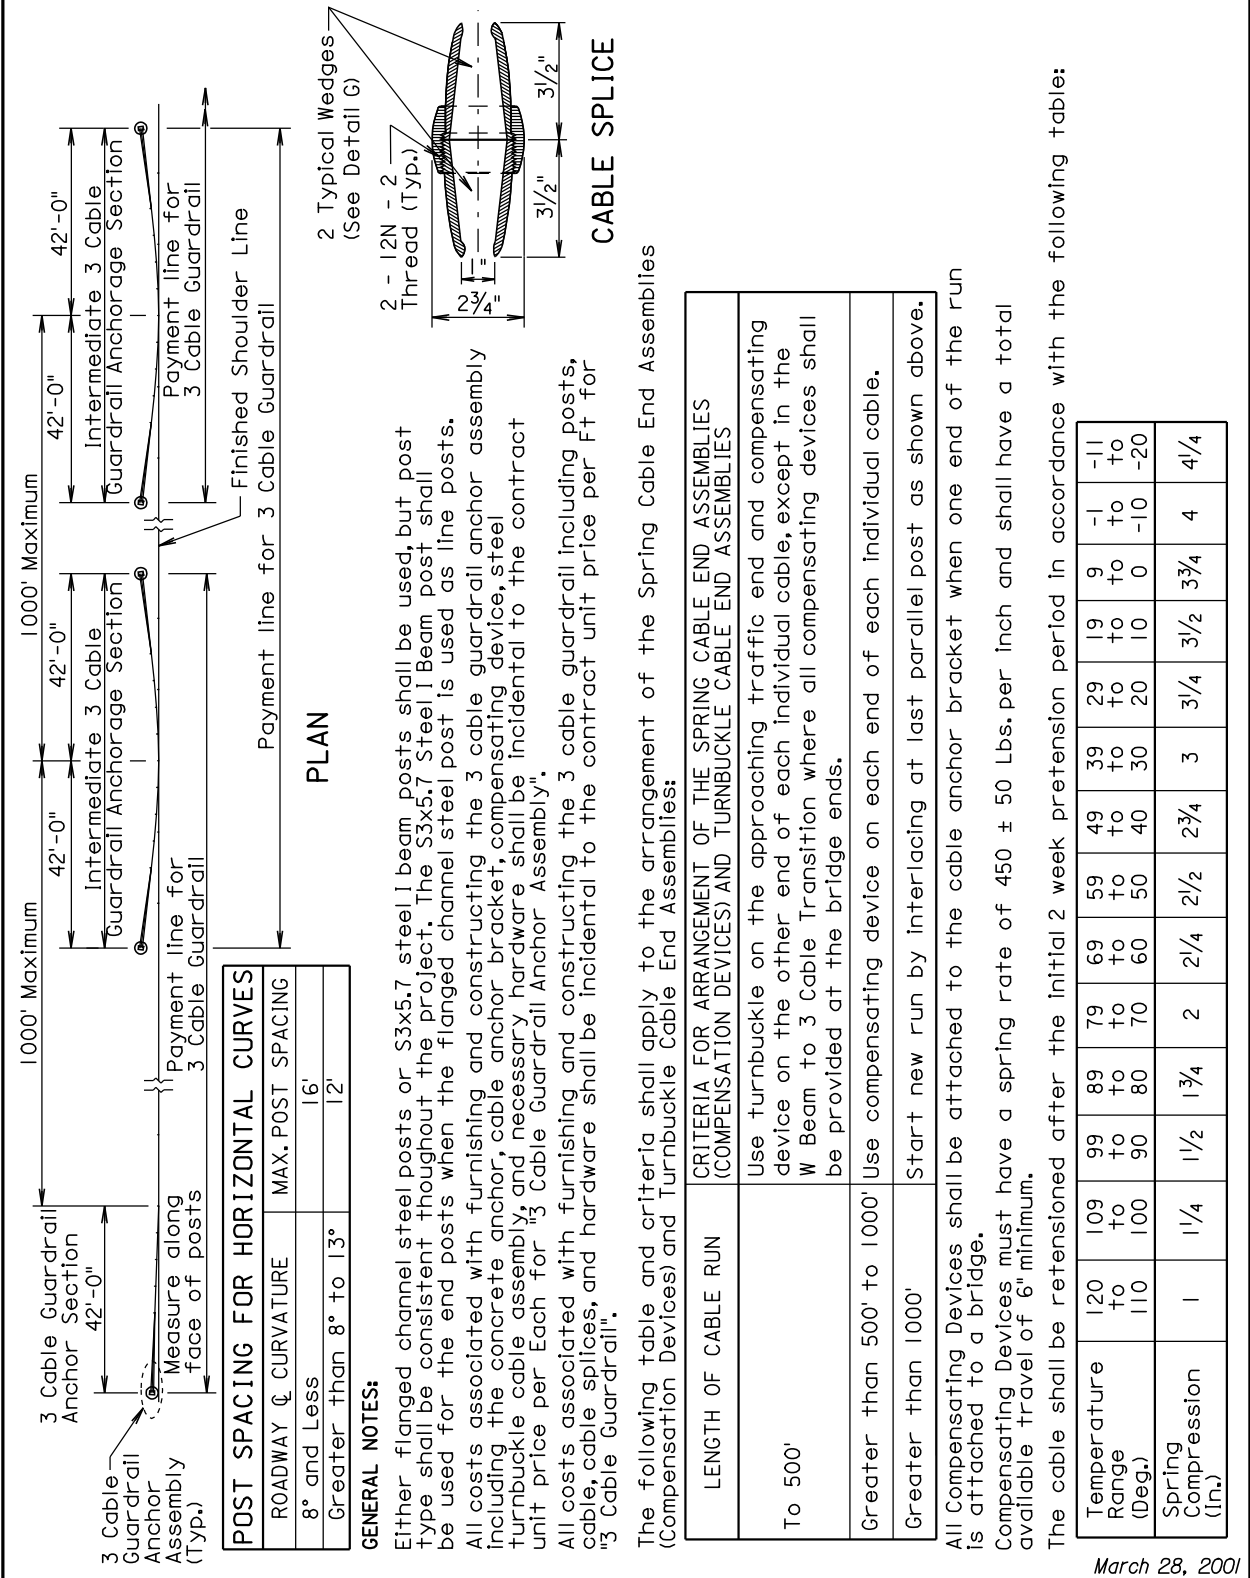 3 Cable
Guardrail
Anchor
Assembly
(Typ.)
3 Cable Guardrail
Anchor Section
42'-0"
Measure along
face of posts
1000' Maximum
Payment line for
3 Cable Guardrail
42'-0"
42'-0"
Intermediate 3 Cable
Guardrail Anchorage Section
1000' Maximum
Finished Shoulder Line
42'-0"
42'-0"
Intermediate 3 Cable
Guardrail Anchorage Section
Payment line for
3 Cable Guardrail
Payment line for 3 Cable Guardrail
PLAN
POST SPACING FOR HORIZONTAL CURVES
ROADWAY ℄ CURVATURE MAX. POST SPACING
8° and Less 16'
Greater than 8° to 13° 12'
2 Typical Wedges
(See Detail G)
2 - 12N - 2
Thread (Typ.)
1"
2¾"
3½"
3½"
CABLE SPLICE
GENERAL NOTES:
Either flanged channel steel posts or S3x5.7 steel I beam posts shall be used, but post
type shall be consistent thoughout the project. The S3x5.7 Steel I Beam post shall
be used for the end posts when the flanged channel steel post is used as line posts.
All costs associated with furnishing and constructing the 3 cable guardrail anchor assembly
including the concrete anchor, cable anchor bracket, compensating device, steel
turnbuckle cable assembly, and necessary hardware shall be incidental to the contract
unit price per Each for "3 Cable Guardrail Anchor Assembly".
All costs associated with furnishing and constructing the 3 cable guardrail including posts,
cable, cable splices, and hardware shall be incidental to the contract unit price per Ft for
"3 Cable Guardrail".
The following table and criteria shall apply to the arrangement of the Spring Cable End Assemblies
(Compensation Devices) and Turnbuckle Cable End Assemblies:
LENGTH OF CABLE RUN
CRITERIA FOR ARRANGEMENT OF THE SPRING CABLE END ASSEMBLIES
(COMPENSATION DEVICES) AND TURNBUCKLE CABLE END ASSEMBLIES
To 500'
Use turnbuckle on the approaching traffic end and compensating
device on the other end of each individual cable, except in the
W Beam to 3 Cable Transition where all compensating devices shall
be provided at the bridge ends.
Greater than 500' to 1000' Use compensating device on each end of each individual cable.
Greater than 1000' Start new run by interlacing at last parallel post as shown above.
All Compensating Devices shall be attached to the cable anchor bracket when one end of the run
is attached to a bridge.
Compensating Devices must have a spring rate of 450 ± 50 Lbs. per inch and shall have a total
available travel of 6" minimum.
The cable shall be retensioned after the initial 2 week pretension period in accordance with the following table:
Temperature 120 109 99 89 79 69 59 49 39 29 19 9 -1 -11
Range to to to to to to to to to to to to to to
(Deg.) 110 100 90 80 70 60 50 40 30 20 10 0 -10 -20
Spring
Compression 1 1¼ 1½ 1¾ 2 2¼ 2½ 2¾ 3 3¼ 3½ 3¾ 4 4¼
(In.)
March 28, 2001